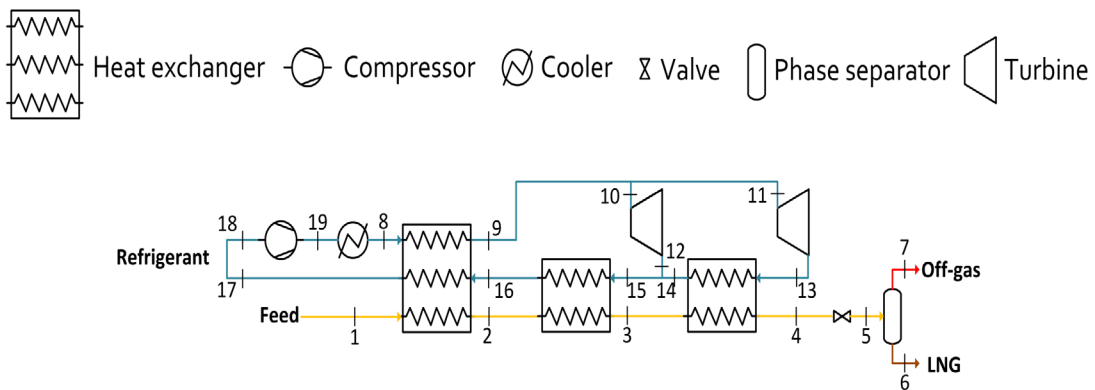 Heat exchanger Compressor Cooler Valve Phase separator Turbine
10 11
18 19 8 9 12 7
Refrigerant Off-gas
17 16 15 14 13
Feed
1 2 3 4 5
6 LNG